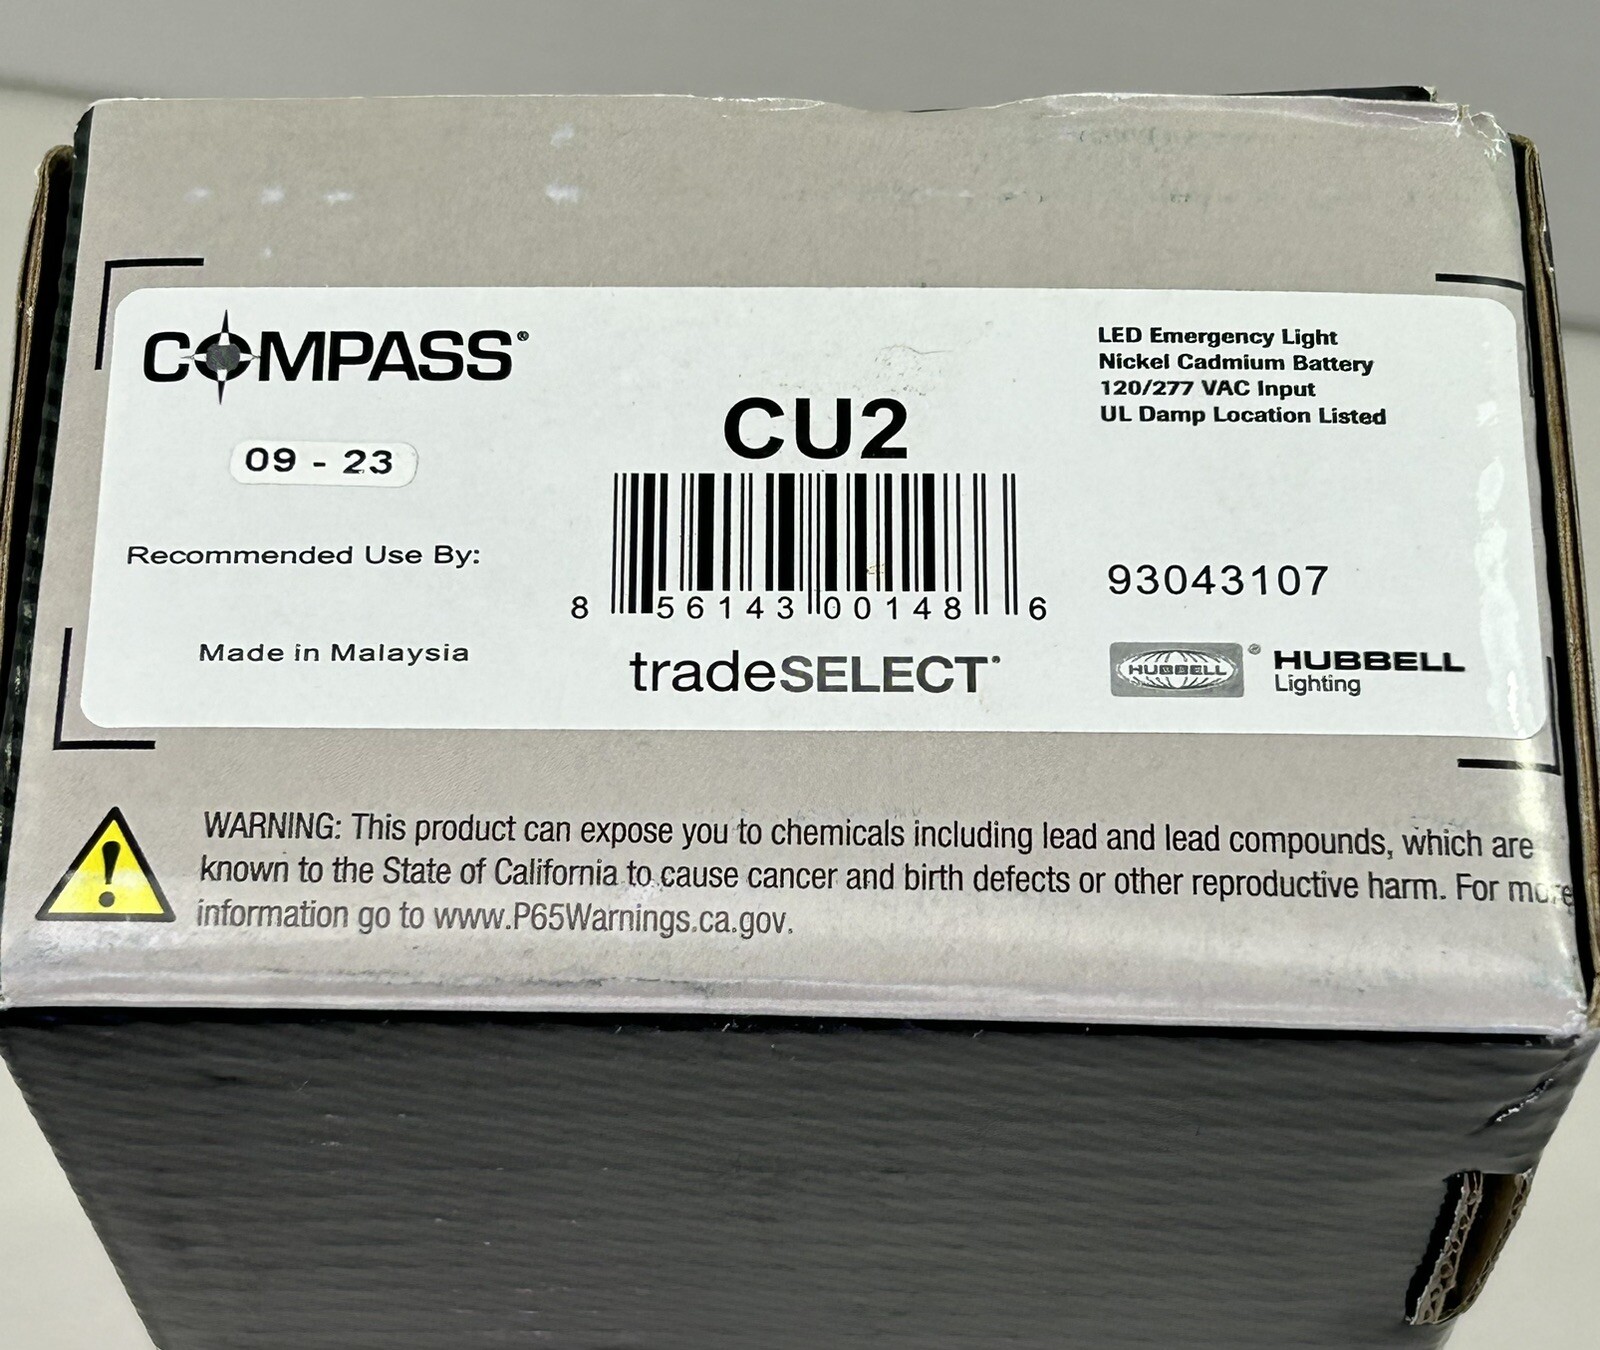 COMPASS®
09 - 23
Recommended Use By:
Made in Malaysia
CU2
8 56143 00148 6
tradeSELECT®
LED Emergency Light
Nickel Cadmium Battery
120/277 VAC Input
UL Damp Location Listed
93043107
HUBBELL ® HUBBELL
Lighting
WARNING: This product can expose you to chemicals including lead and lead compounds, which are
known to the State of California to cause cancer and birth defects or other reproductive harm. For more
information go to www.P65Warnings.ca.gov.